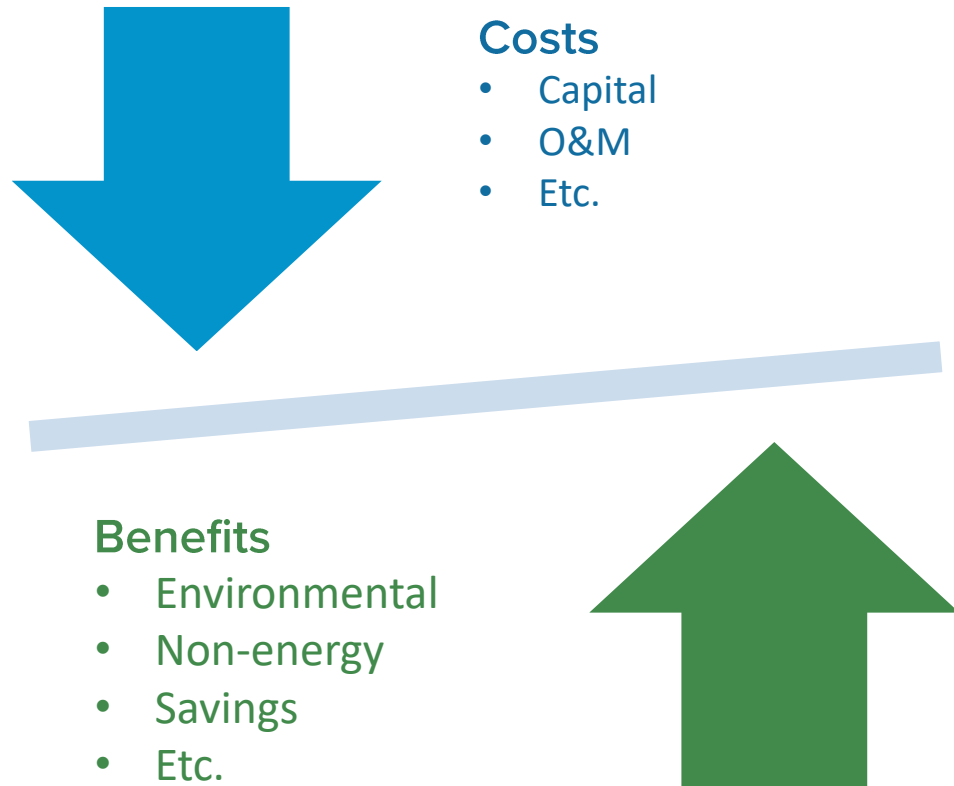 Costs
• Capital
• O&M
• Etc.
Benefits
• Environmental
• Non-energy
• Savings
• Etc.